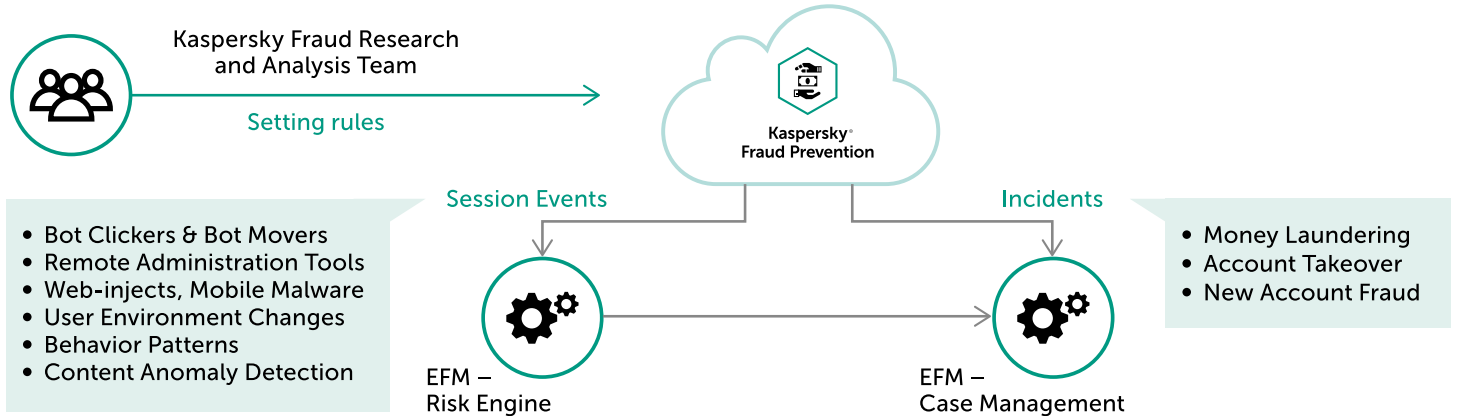 Kaspersky Fraud Research
and Analysis Team
Setting rules
Kaspersky®
Fraud Prevention
Session Events
Incidents
• Bot Clickers & Bot Movers
• Remote Administration Tools
• Web-injects, Mobile Malware
• User Environment Changes
• Behavior Patterns
• Content Anomaly Detection
• Money Laundering
• Account Takeover
• New Account Fraud
EFM –
Risk Engine
EFM –
Case Management